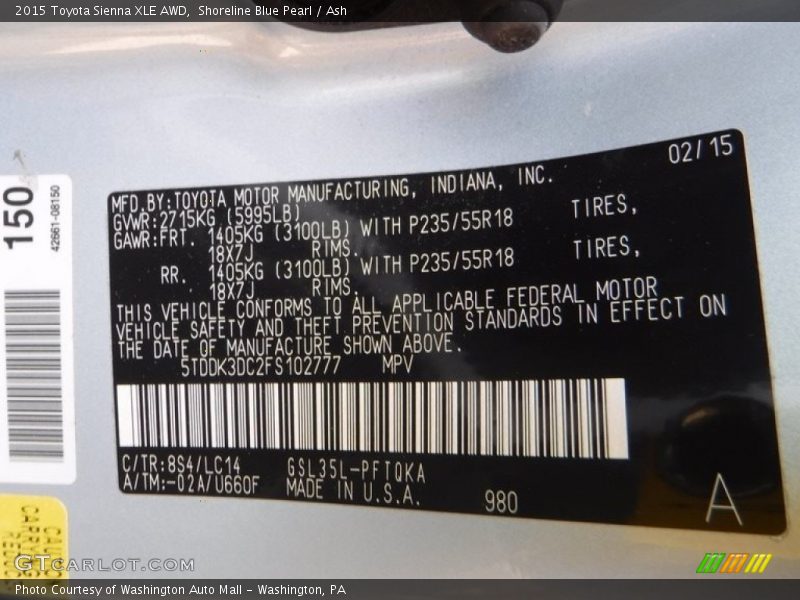 2015 Toyota Sienna XLE AWD,  Shoreline Blue Pearl / Ash
02/15
MFD.BY:TOYOTA MOTOR MANUFACTURING, INDIANA, INC.
GVWR:2715KG (5995LB)
GAWR:FRT. 1405KG (3100LB) WITH P235/55R18 TIRES,
18X7J RIMS.
RR. 1405KG (3100LB) WITH P235/55R18 TIRES,
18X7J RIMS.
THIS VEHICLE CONFORMS TO ALL APPLICABLE FEDERAL MOTOR
VEHICLE SAFETY AND THEFT PREVENTION STANDARDS IN EFFECT ON
THE DATE OF MANUFACTURE SHOWN ABOVE.
5TDDK3DC2FS102777 MPV
C/TR:8S4/LC14 GSL35L-PFTQKA
A/TM:-02A/U660F MADE IN U.S.A. 980
A
150
42661-08150
GTCARLOT.COM
Photo Courtesy of Washington Auto Mall - Washington, PA